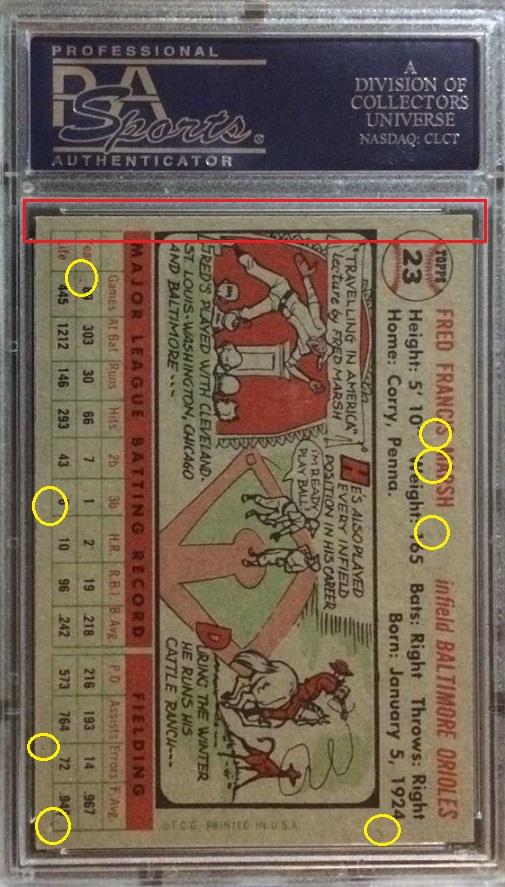 PROFESSIONAL
PSA
Sports
AUTHENTICATOR
A
DIVISION OF
COLLECTORS
UNIVERSE
NASDAQ: CLCT
TOPPS
23
FRED FRANCIS MARSH infield BALTIMORE ORIOLES
Height: 5' 10" Weight: 165 Bats: Right Throws: Right
Home: Corry, Penna. Born: January 5, 1924
"TRAVELLING IN AMERICA"
lecture by FRED MARSH
FRED'S PLAYED WITH CLEVELAND-
ST. LOUIS-WASHINGTON, CHICAGO
AND BALTIMORE---
HE'S ALSO PLAYED
EVERY INFIELD
POSITION IN HIS CAREER
I'M READY,
PLAY BALL!
DURING THE WINTER
HE RUNS HIS
CATTLE RANCH---
©T.C.G. PRINTED IN U.S.A.
MAJOR LEAGUE BATTING RECORD FIELDING
Games At Bat Runs Hits 2b 3b H.R. R.B.I. B.Avg. P.O. Assists Errors F.Avg.
303 30 66 7 1 2 19 .218 216 193 14 .967
445 1212 146 293 43 10 96 .242 573 764 72